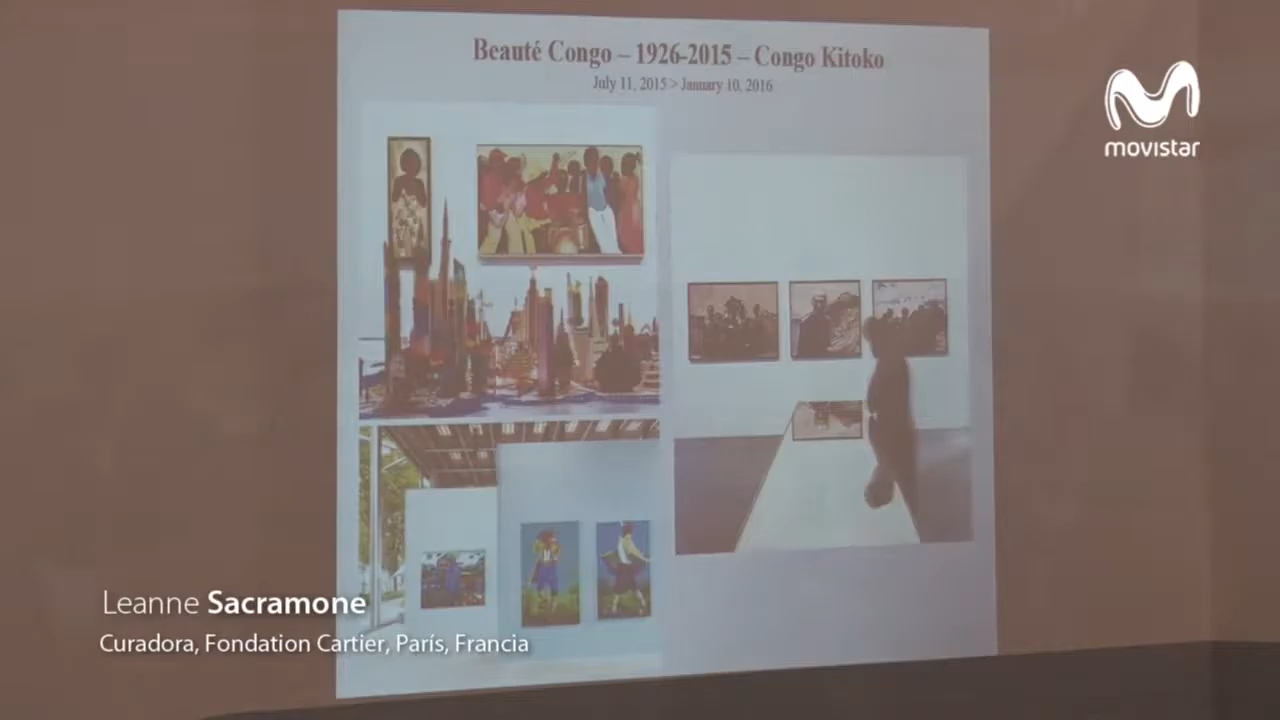 Beauté Congo – 1926-2015 – Congo Kitoko
July 11, 2015 > January 10, 2016
movistar
Leanne Sacramone
Curadora, Fondation Cartier, París, Francia